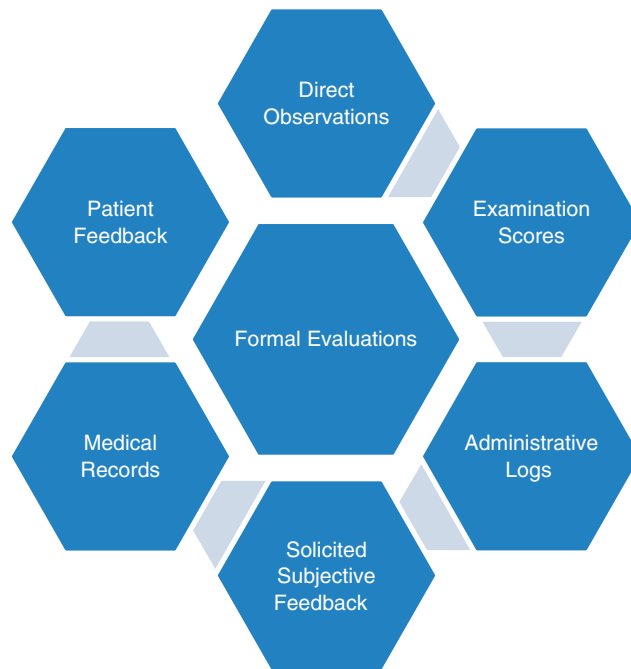 Direct
Observations
Patient
Feedback
Examination
Scores
Formal Evaluations
Medical
Records
Administrative
Logs
Solicited
Subjective
Feedback